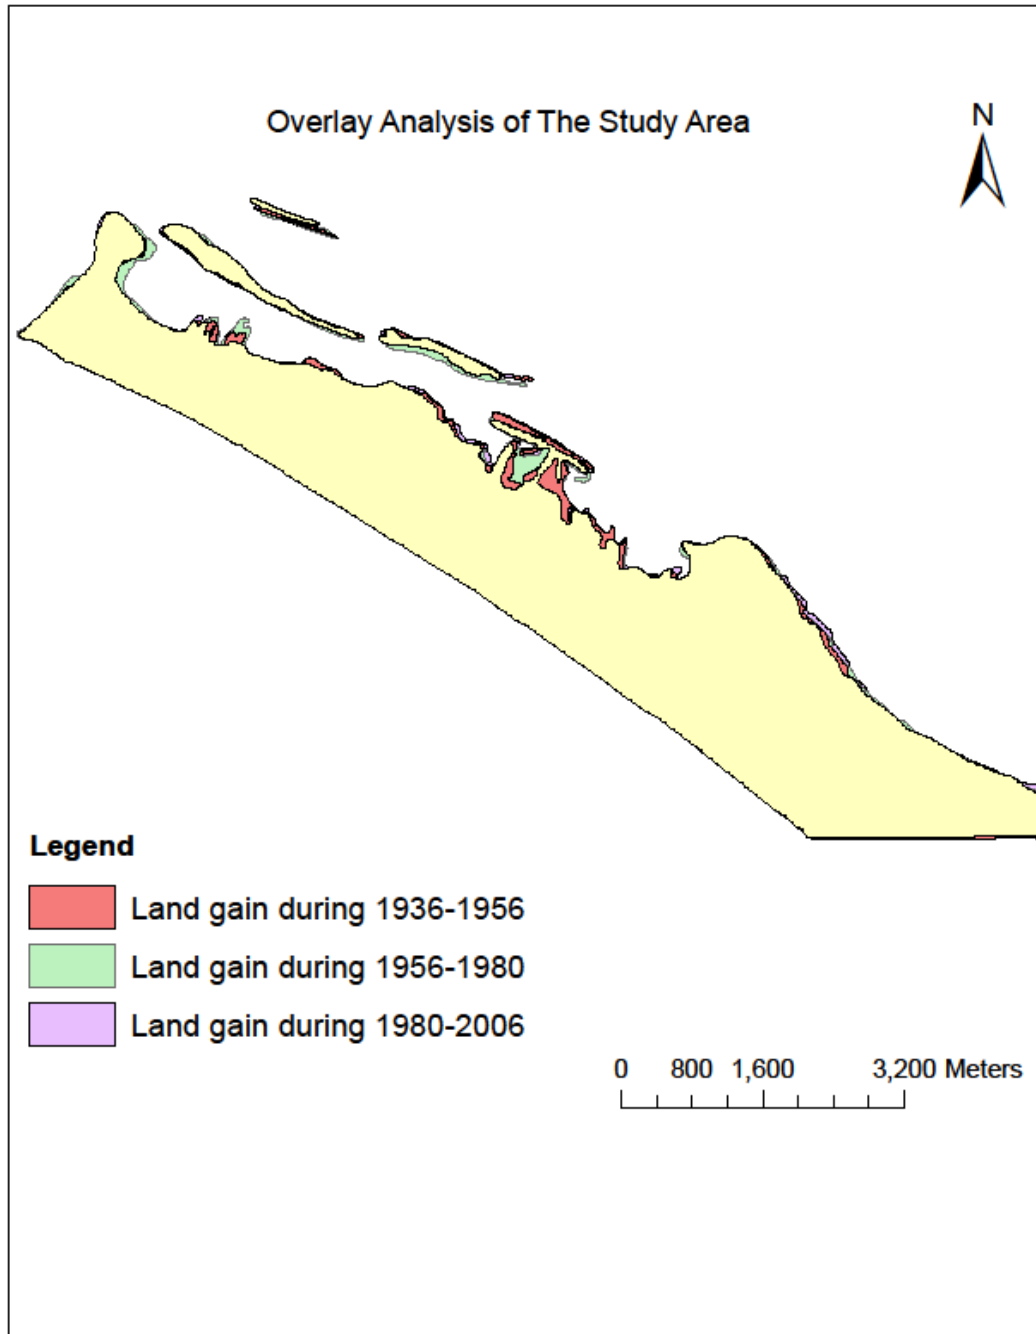 Overlay Analysis of The Study Area
N
Legend
Land gain during 1936-1956
Land gain during 1956-1980
Land gain during 1980-2006
0 800 1,600 3,200 Meters